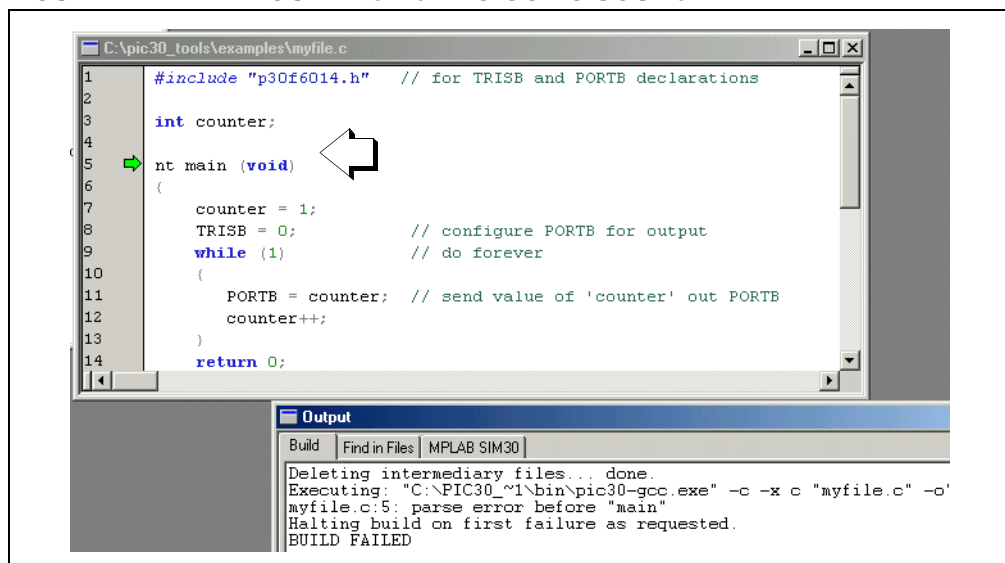 C:\pic30_tools\examples\myfile.c
1 #include "p30f6014.h" // for TRISB and PORTB declarations
2
3 int counter;
4
5 nt main (void)
6 {
7 counter = 1;
8 TRISB = 0; // configure PORTB for output
9 while (1) // do forever
10 {
11 PORTB = counter; // send value of 'counter' out PORTB
12 counter++;
13 }
14 return 0;
Output
Build Find in Files MPLAB SIM30
Deleting intermediary files... done.
Executing: "C:\PIC30_~1\bin\pic30-gcc.exe" -c -x c "myfile.c" -o'
myfile.c:5: parse error before "main"
Halting build on first failure as requested.
BUILD FAILED